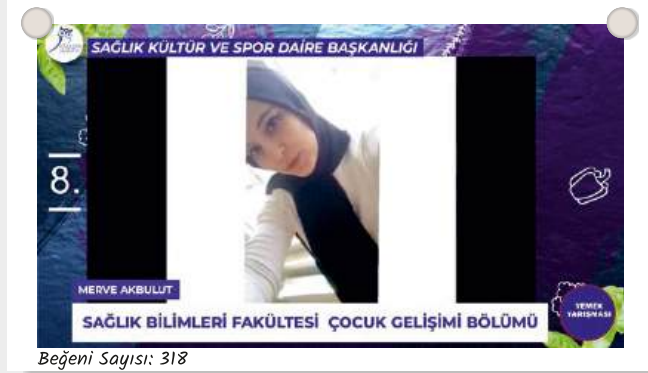 SAĞLIK KÜLTÜR VE SPOR DAİRE BAŞKANLIĞI
8.
MERVE AKBULUT
SAĞLIK BİLİMLERİ FAKÜLTESİ ÇOCUK GELİŞİMİ BÖLÜMÜ
YEMEK
YARIŞMASI
Beğeni Sayısı: 318